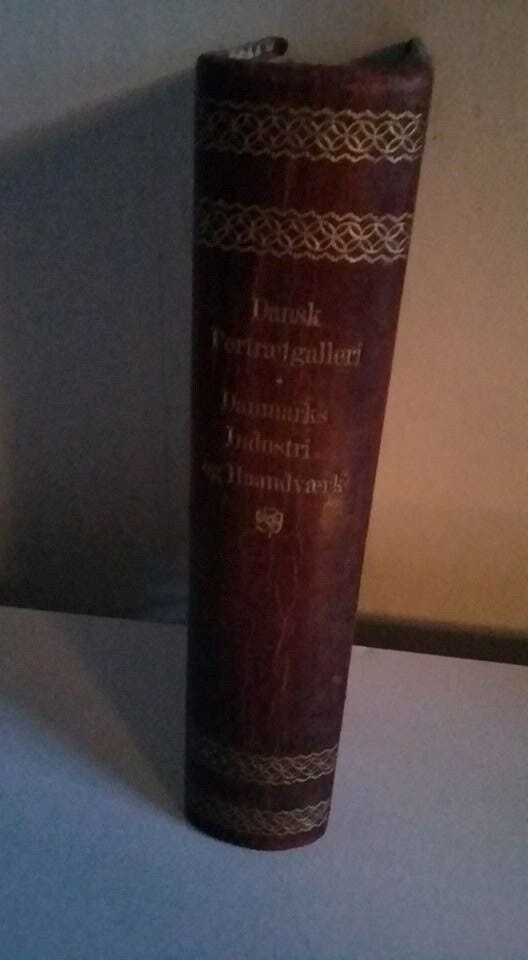 Dansk
Portrætgalleri
Danmarks
Industri
og Haandværk